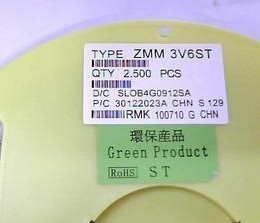 TYPE ZMM 3V6ST
QTY 2,500 PCS
D/C SLOB4G0912SA
P/C 30122023A CHN S 129
RMK 100710 G CHN
環保產品
Green Product
RoHS ST